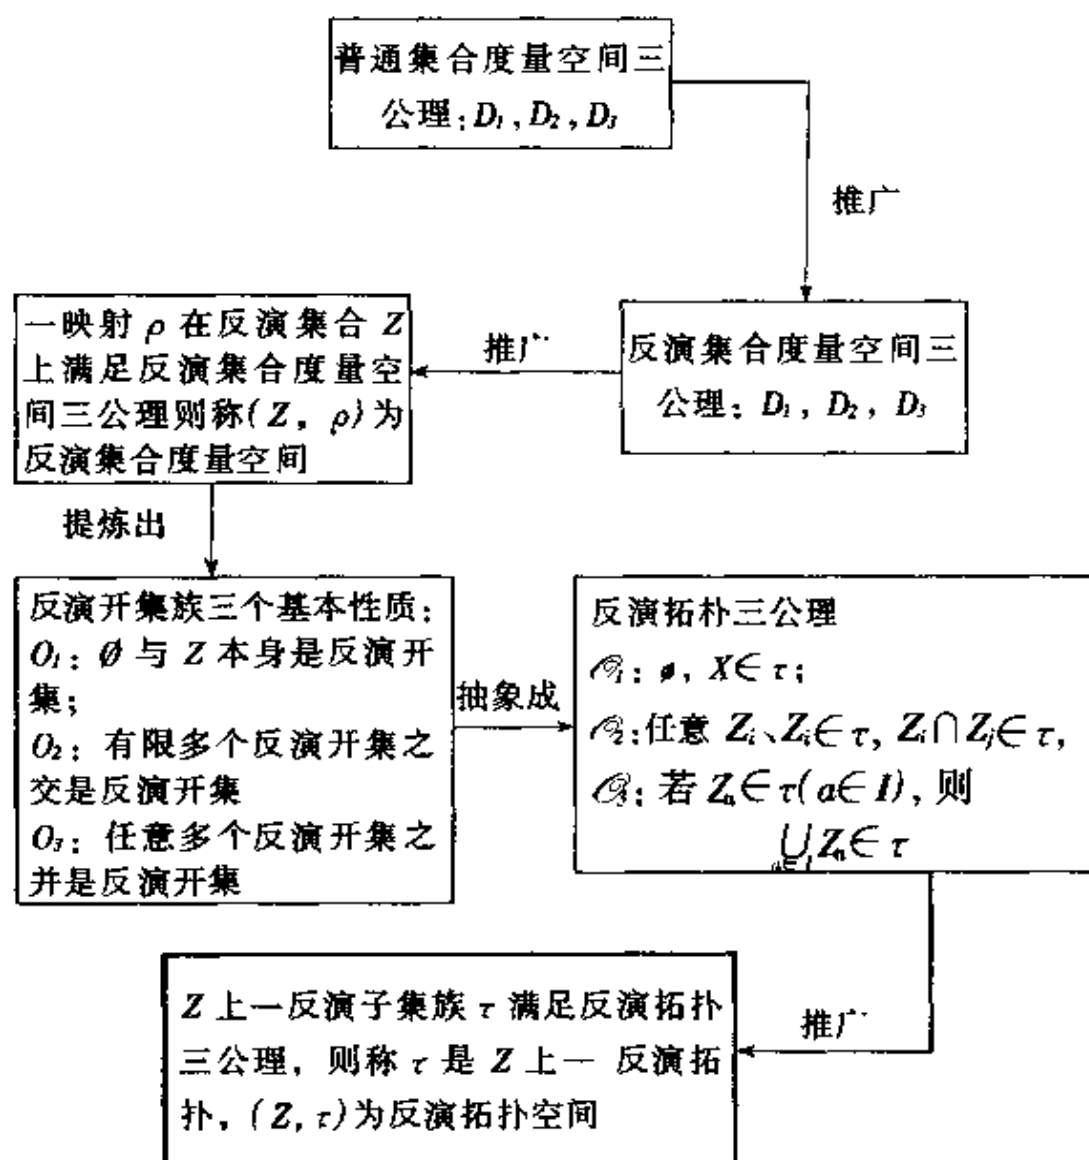 普通集合度量空间三
公理：D₁，D₂，D₃
推广
一映射 ρ 在反演集合 Z
上满足反演集合度量空
间三公理则称(Z，ρ)为
反演集合度量空间
推广
反演集合度量空间三
公理：D₁，D₂，D₃
提炼出
反演开集族三个基本性质：
O₁：∅ 与 Z 本身是反演开
集；
O₂：有限多个反演开集之
交是反演开集
O₃：任意多个反演开集之
并是反演开集
抽象成
反演拓扑三公理
𝒪₁：∅，X∈τ；
𝒪₂：任意 Zᵢ、Zᵢ∈τ，Zᵢ∩Zⱼ∈τ，
𝒪₃：若 Zₐ∈τ(a∈I)，则
⋃Zₐ∈τ
推广
Z 上一反演子集族 τ 满足反演拓扑
三公理，则称 τ 是 Z 上一 反演拓
扑，(Z，τ)为反演拓扑空间